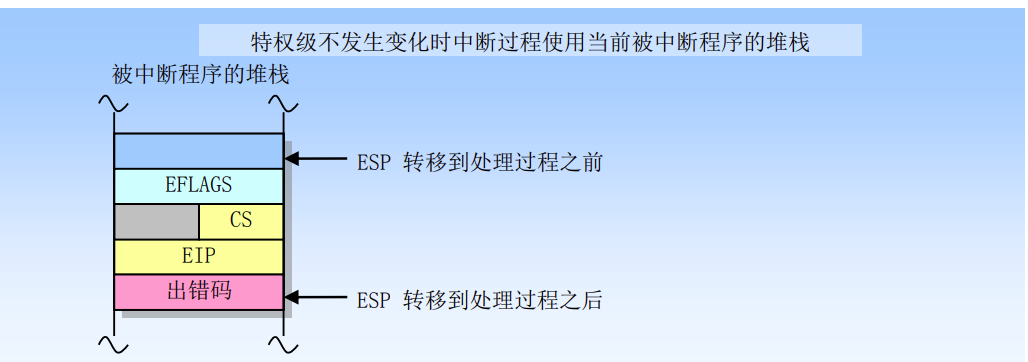 特权级不发生变化时中断过程使用当前被中断程序的堆栈
被中断程序的堆栈
ESP 转移到处理过程之前
EFLAGS
CS
EIP
出错码
ESP 转移到处理过程之后